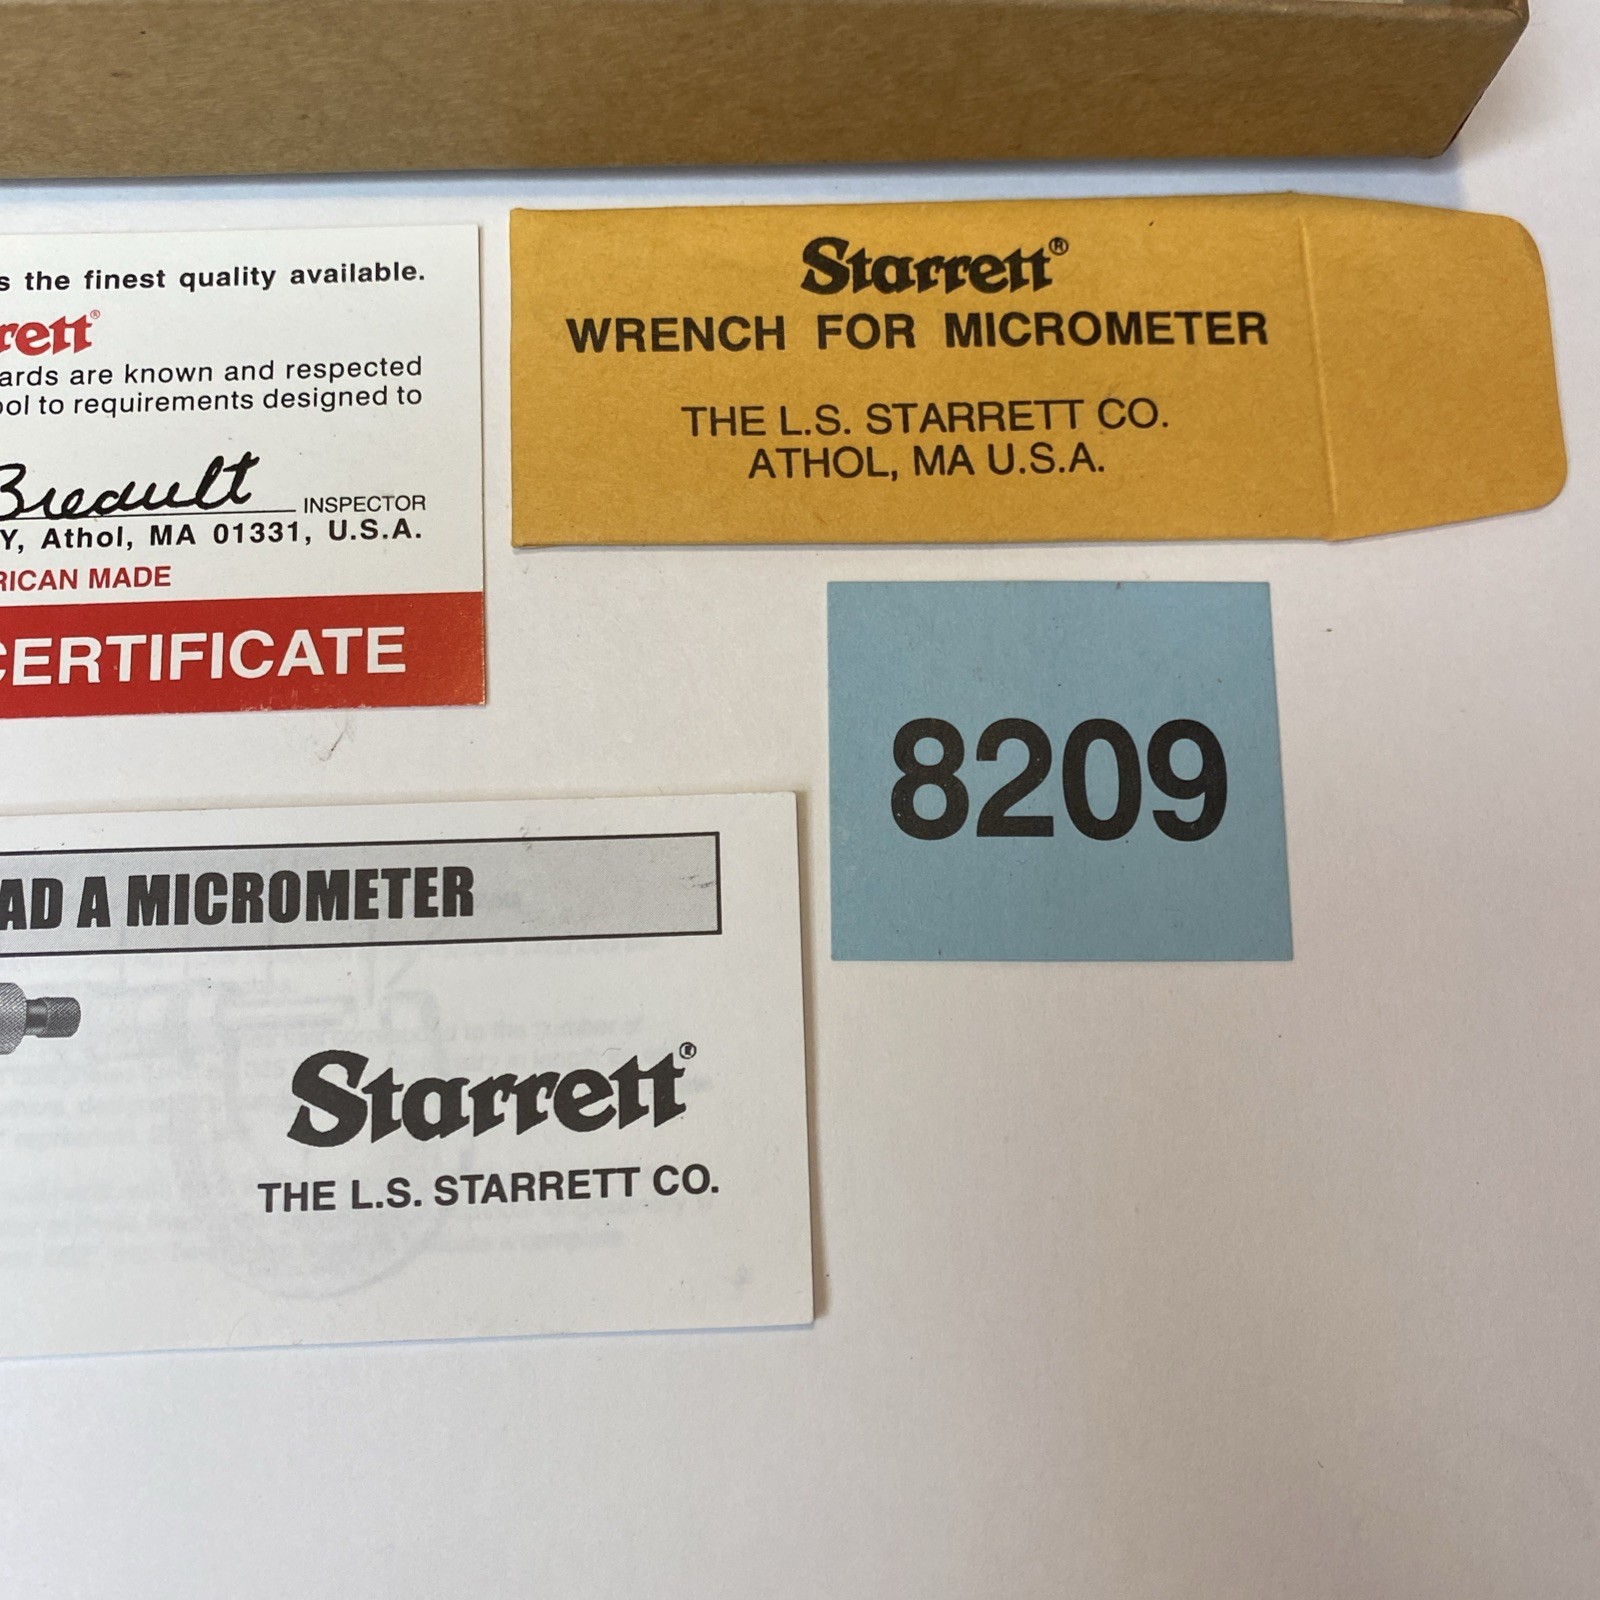 s the finest quality available.
rett®
ards are known and respected
ool to requirements designed to
Breault INSPECTOR
Y, Athol, MA 01331, U.S.A.
RICAN MADE
CERTIFICATE
Starrett®
WRENCH FOR MICROMETER
THE L.S. STARRETT CO.
ATHOL, MA U.S.A.
8209
AD A MICROMETER
Starrett®
THE L.S. STARRETT CO.